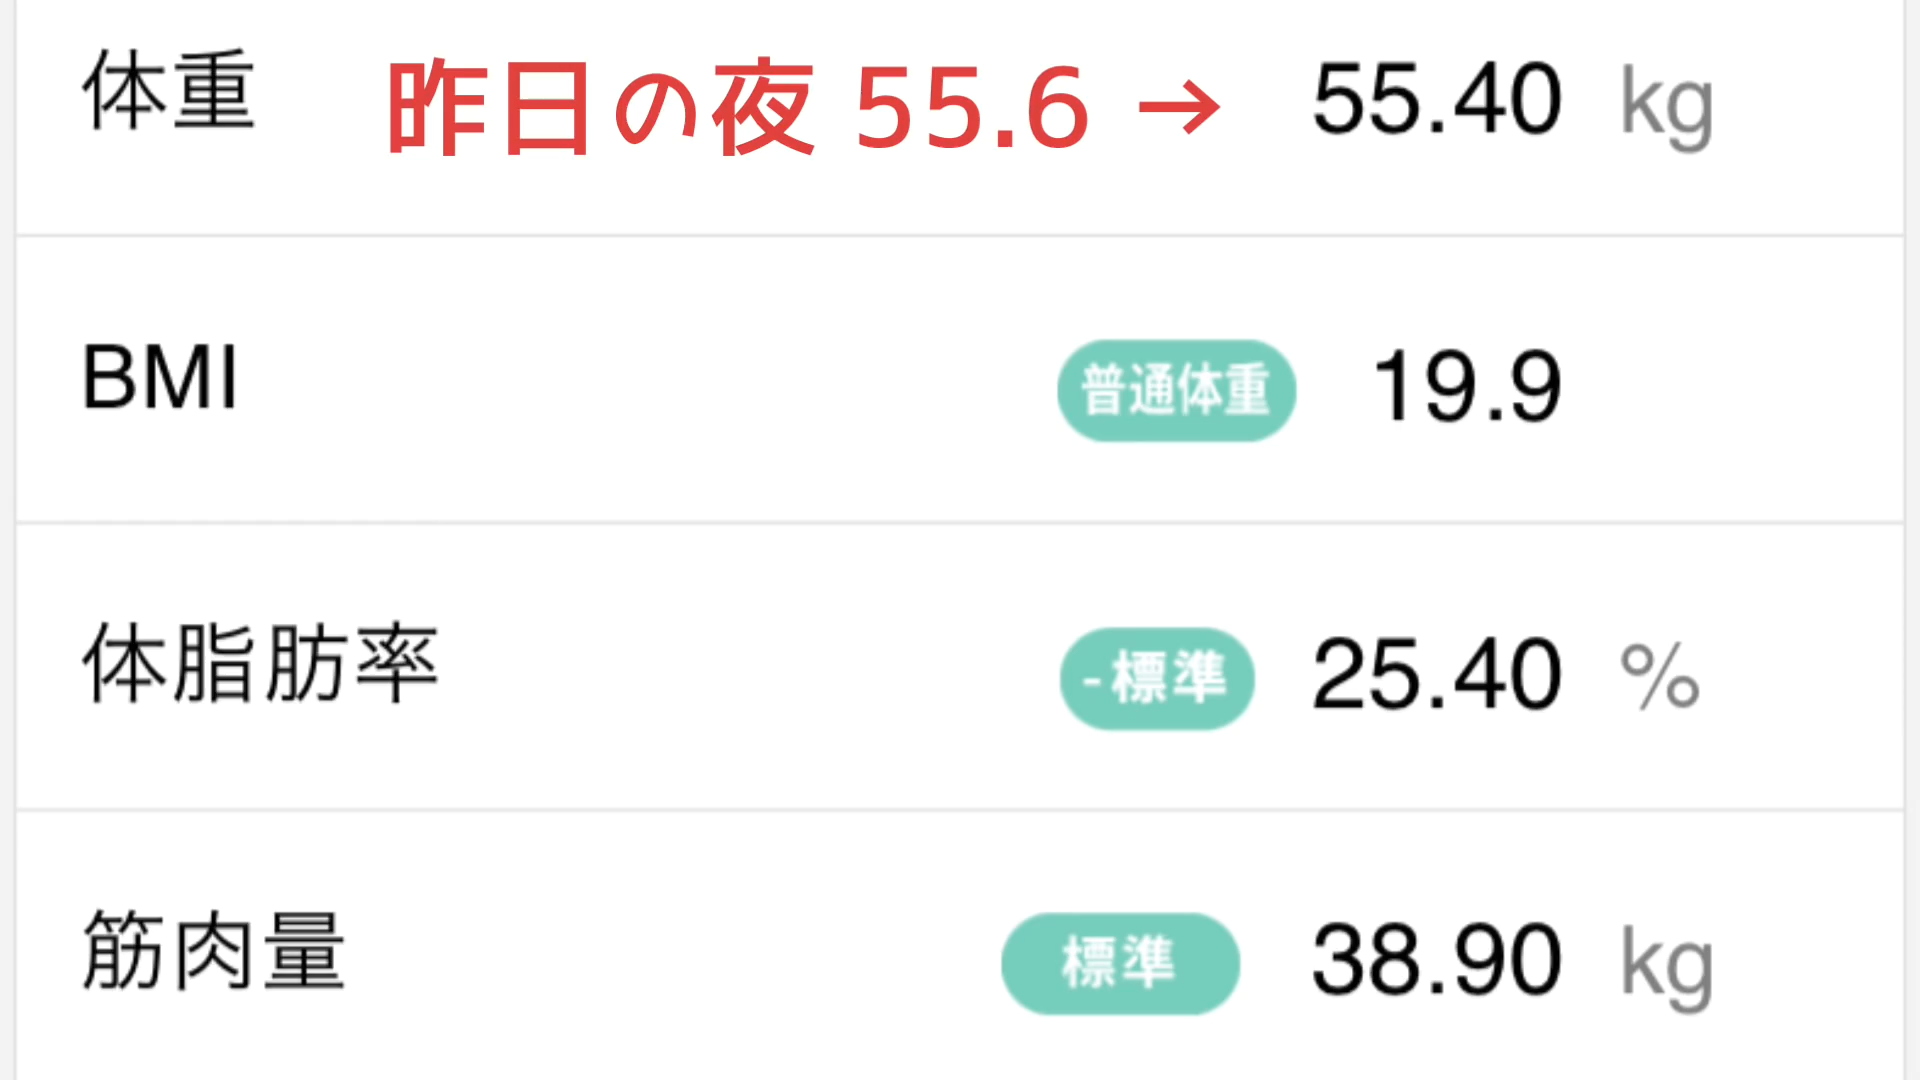 体重 昨日の夜 55.6 → 55.40 kg
BMI 普通体重 19.9
体脂肪率 -標準 25.40 %
筋肉量 標準 38.90 kg